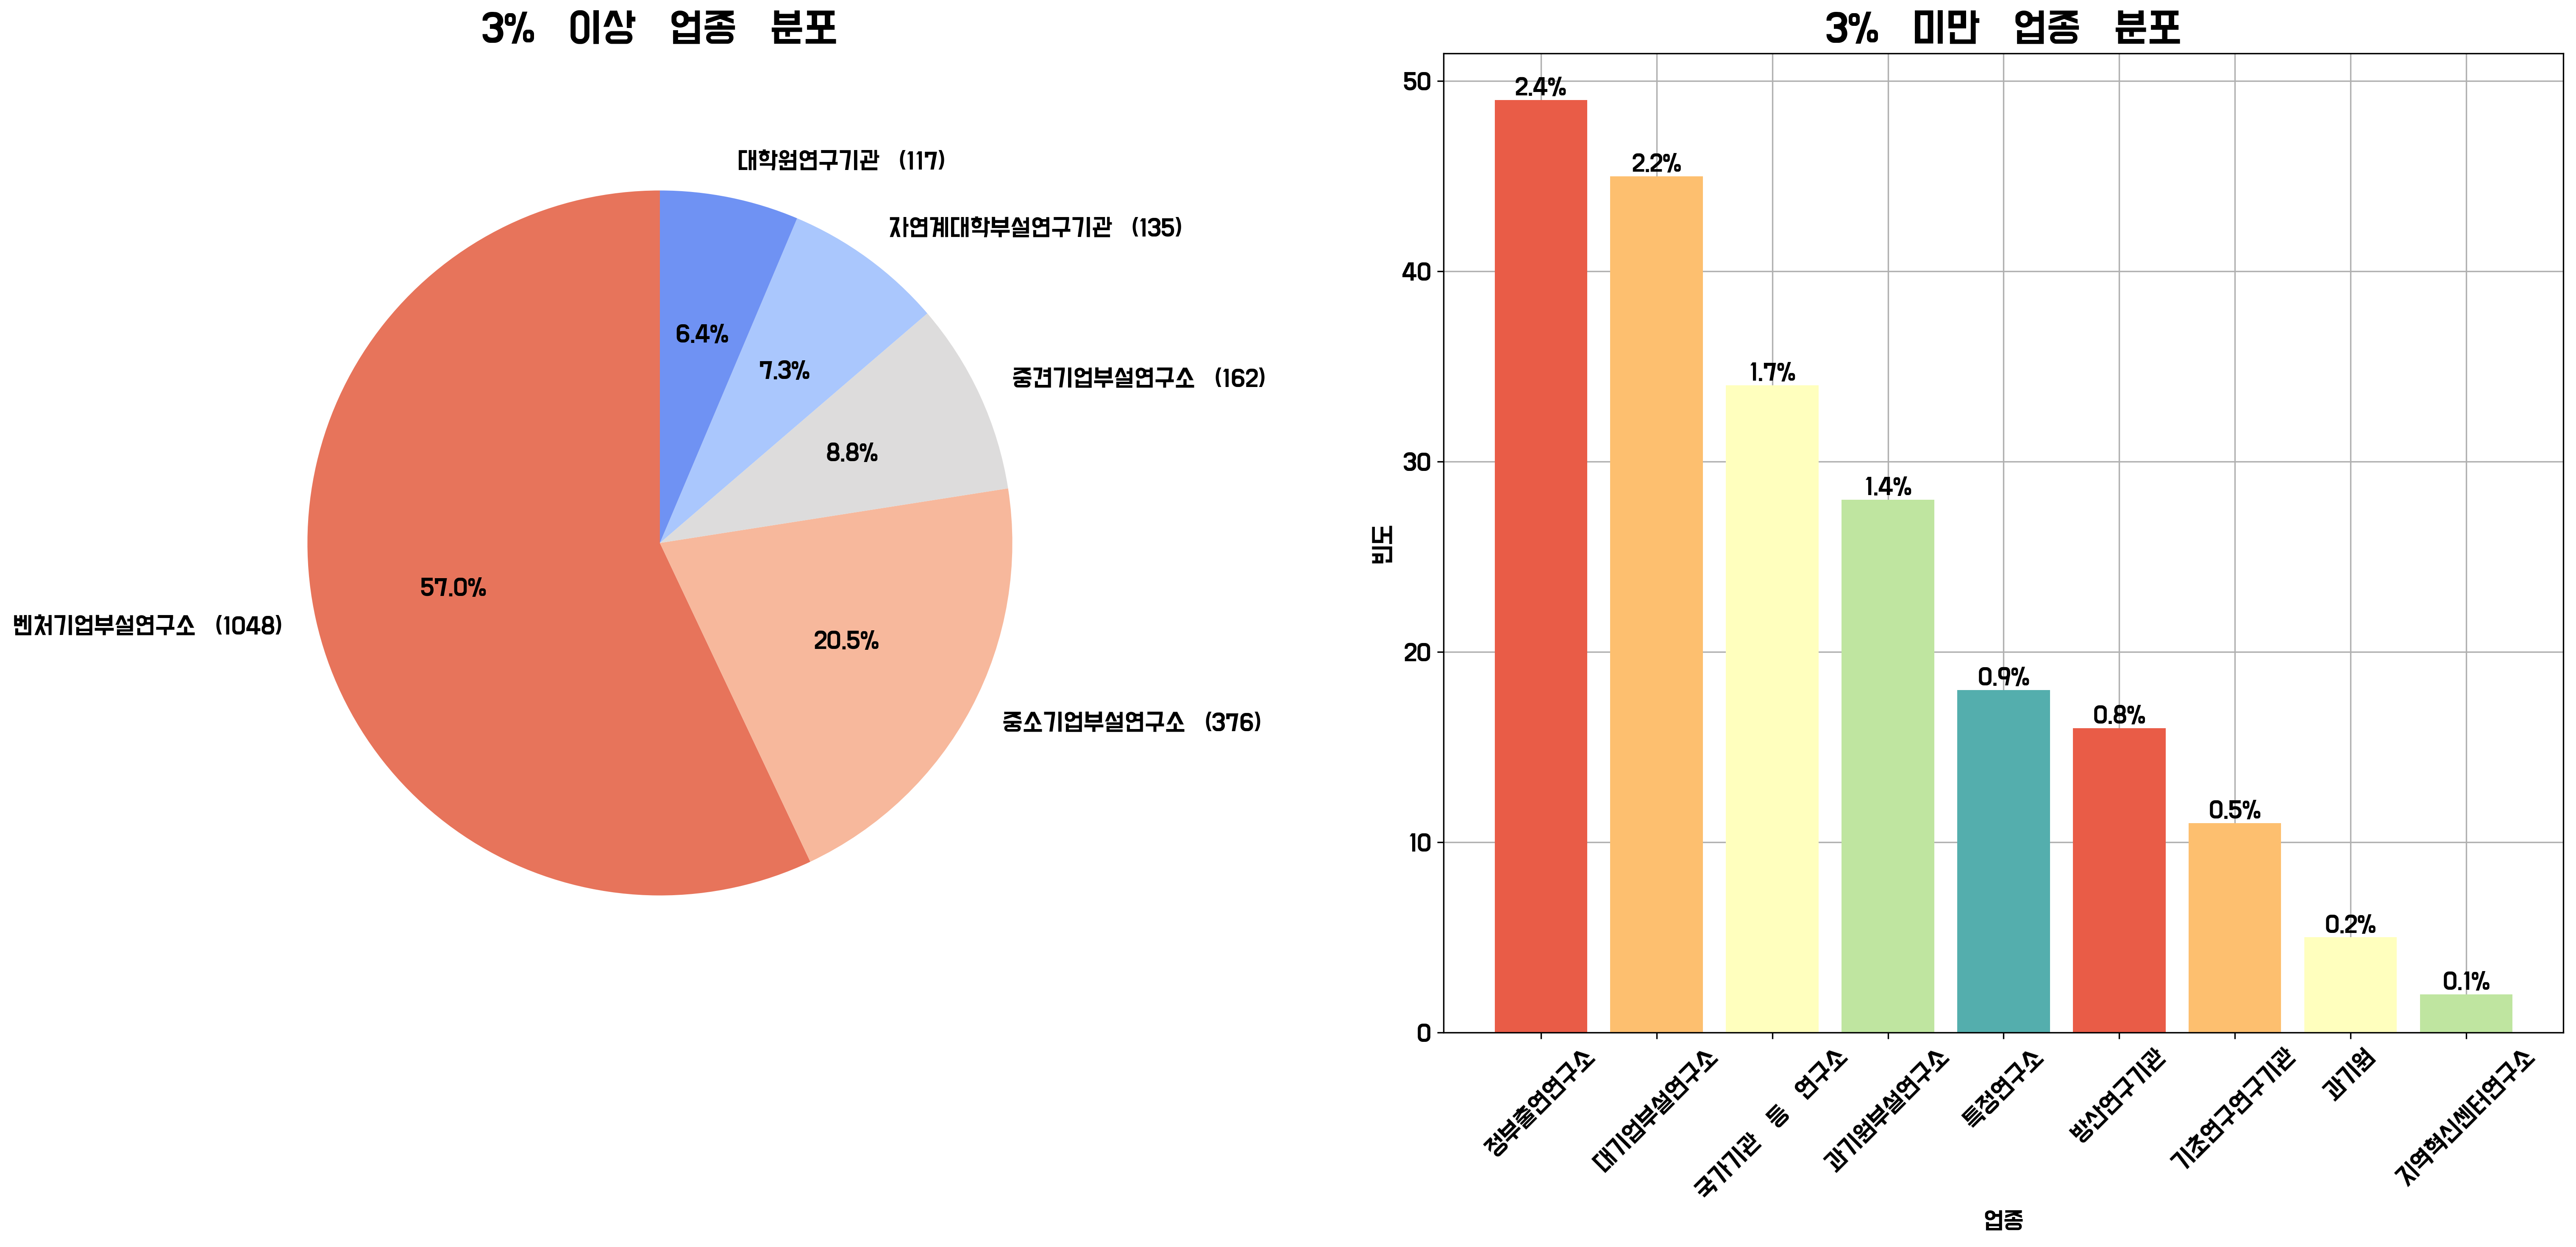 3% 이상 업종 분포
대학원연구기관 (117)
자연계대학부설연구기관 (135)
중견기업부설연구소 (162)
중소기업부설연구소 (376)
벤처기업부설연구소 (1048)
6.4%
7.3%
8.8%
20.5%
57.0%
3% 미만 업종 분포
빈도
50
40
30
20
10
0
2.4%
2.2%
1.7%
1.4%
0.9%
0.8%
0.5%
0.2%
0.1%
정부출연연구소
대기업부설연구소
국가기관 등 연구소
과기원부설연구소
특정연구소
방산연구기관
기초연구연구기관
과기원
지역혁신센터연구소
업종